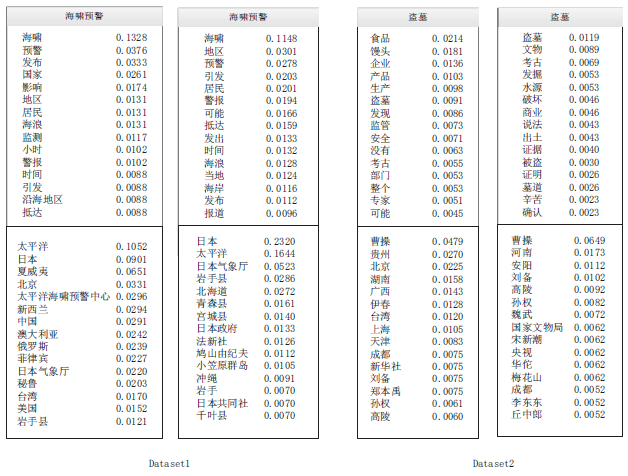 海啸预警
海啸 0.1328
预警 0.0376
发布 0.0333
国家 0.0261
影响 0.0174
地区 0.0131
居民 0.0131
海浪 0.0131
监测 0.0117
小时 0.0102
警报 0.0102
时间 0.0088
引发 0.0088
沿海地区 0.0088
抵达 0.0088
太平洋 0.1052
日本 0.0901
夏威夷 0.0651
北京 0.0331
太平洋海啸预警中心 0.0296
新西兰 0.0294
中国 0.0291
澳大利亚 0.0242
俄罗斯 0.0239
菲律宾 0.0227
日本气象厅 0.0220
秘鲁 0.0203
台湾 0.0170
美国 0.0152
岩手县 0.0121
海啸预警
海啸 0.1148
地区 0.0301
预警 0.0278
引发 0.0203
居民 0.0201
警报 0.0194
可能 0.0166
抵达 0.0159
发出 0.0133
时间 0.0132
海浪 0.0128
当地 0.0124
海岸 0.0116
发布 0.0112
报道 0.0096
日本 0.2320
太平洋 0.1644
日本气象厅 0.0523
岩手县 0.0286
北海道 0.0272
青森县 0.0161
宫城县 0.0140
日本政府 0.0133
法新社 0.0126
鸠山由纪夫 0.0112
小笠原群岛 0.0105
冲绳 0.0091
岩手 0.0070
日本共同社 0.0070
千叶县 0.0070
Dataset1
盗墓
食品 0.0214
馒头 0.0181
企业 0.0136
产品 0.0103
生产 0.0098
盗墓 0.0091
发现 0.0086
监管 0.0073
安全 0.0071
没有 0.0063
考古 0.0055
部门 0.0053
整个 0.0053
专家 0.0051
可能 0.0045
曹操 0.0479
贵州 0.0270
北京 0.0225
湖南 0.0158
广西 0.0143
伊春 0.0128
台湾 0.0120
上海 0.0105
天津 0.0083
成都 0.0075
新华社 0.0075
刘备 0.0075
郑本禹 0.0075
孙权 0.0061
高陵 0.0060
盗墓
盗墓 0.0119
文物 0.0089
考古 0.0069
发掘 0.0053
水源 0.0053
破坏 0.0046
商业 0.0046
说法 0.0043
出土 0.0043
证据 0.0040
被盗 0.0030
证明 0.0026
墓道 0.0026
辛苦 0.0023
确认 0.0023
曹操 0.0649
河南 0.0173
安阳 0.0112
刘备 0.0102
高陵 0.0092
孙权 0.0082
魏武 0.0072
国家文物局 0.0062
宋新潮 0.0062
央视 0.0062
华佗 0.0062
梅花山 0.0062
成都 0.0052
李东东 0.0052
丘中郎 0.0052
Dataset2